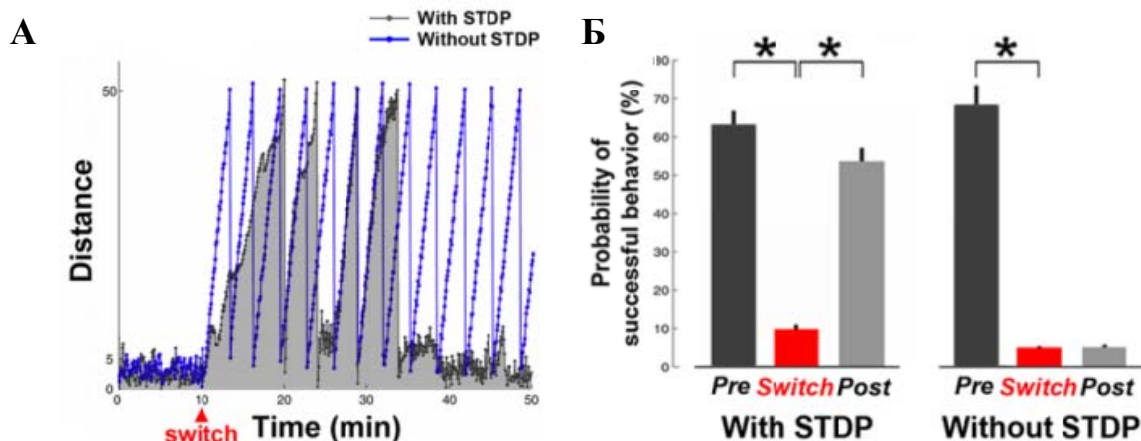 А
With STDP
Without STDP
Distance
50
5
0
0 10 20 30 40 50
switch
Time (min)
Б
Probability of
successful behavior (%)
80
70
60
50
40
30
20
10
0
* * *
Pre Switch Post
With STDP
Pre Switch Post
Without STDP